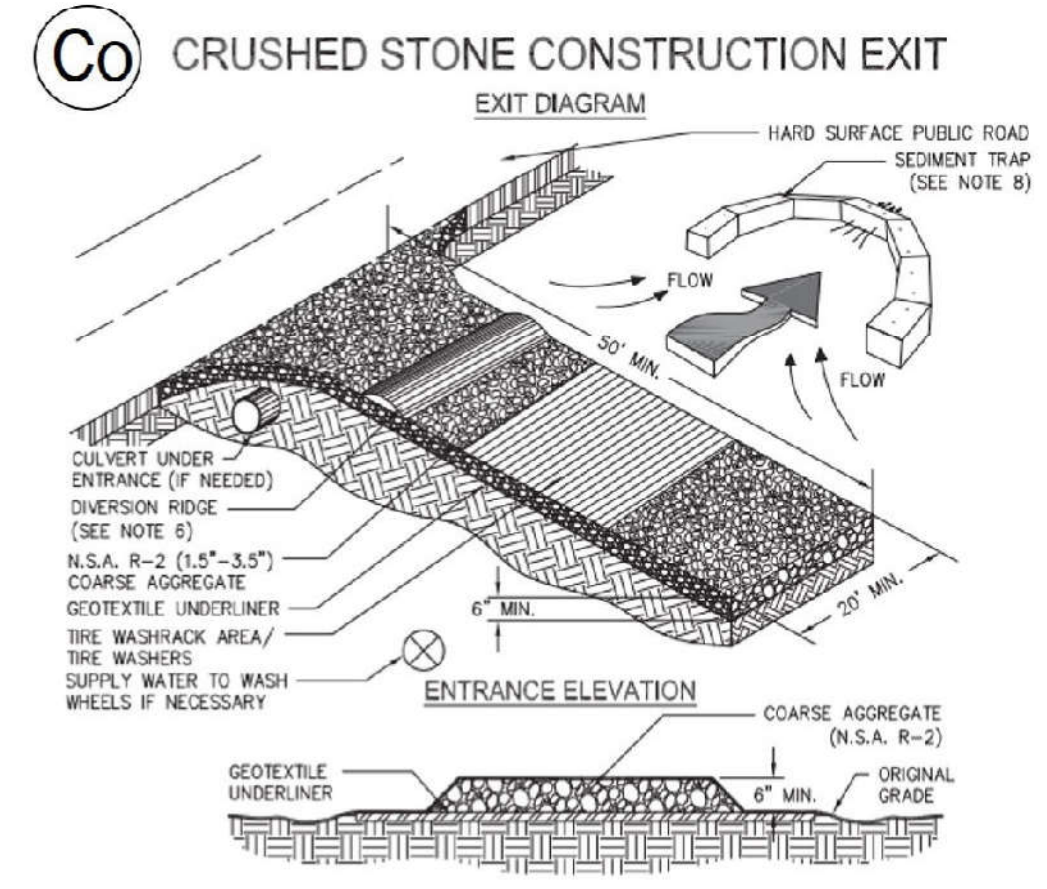 Co
CRUSHED STONE CONSTRUCTION EXIT
EXIT DIAGRAM
HARD SURFACE PUBLIC ROAD
SEDIMENT TRAP
(SEE NOTE 8)
FLOW
50' MIN.
FLOW
CULVERT UNDER
ENTRANCE (IF NEEDED)
DIVERSION RIDGE
(SEE NOTE 6)
N.S.A. R-2 (1.5"-3.5")
COARSE AGGREGATE
GEOTEXTILE UNDERLINER
6" MIN.
20' MIN.
TIRE WASHRACK AREA/
TIRE WASHERS
SUPPLY WATER TO WASH
WHEELS IF NECESSARY
ENTRANCE ELEVATION
COARSE AGGREGATE
(N.S.A. R-2)
GEOTEXTILE
UNDERLINER
6" MIN.
ORIGINAL
GRADE